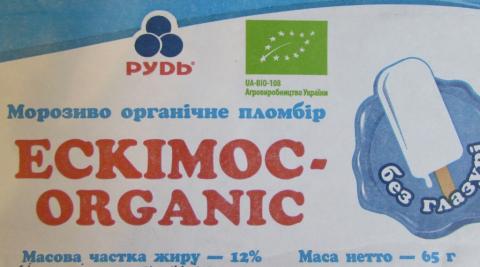 РУДЬ
UA-BIO-108
Агровиробництво України
Морозиво органічне пломбір
ЕСКІМОС-
ORGANIC
без глазурі
Масова частка жиру — 12%
Маса нетто — 65 г